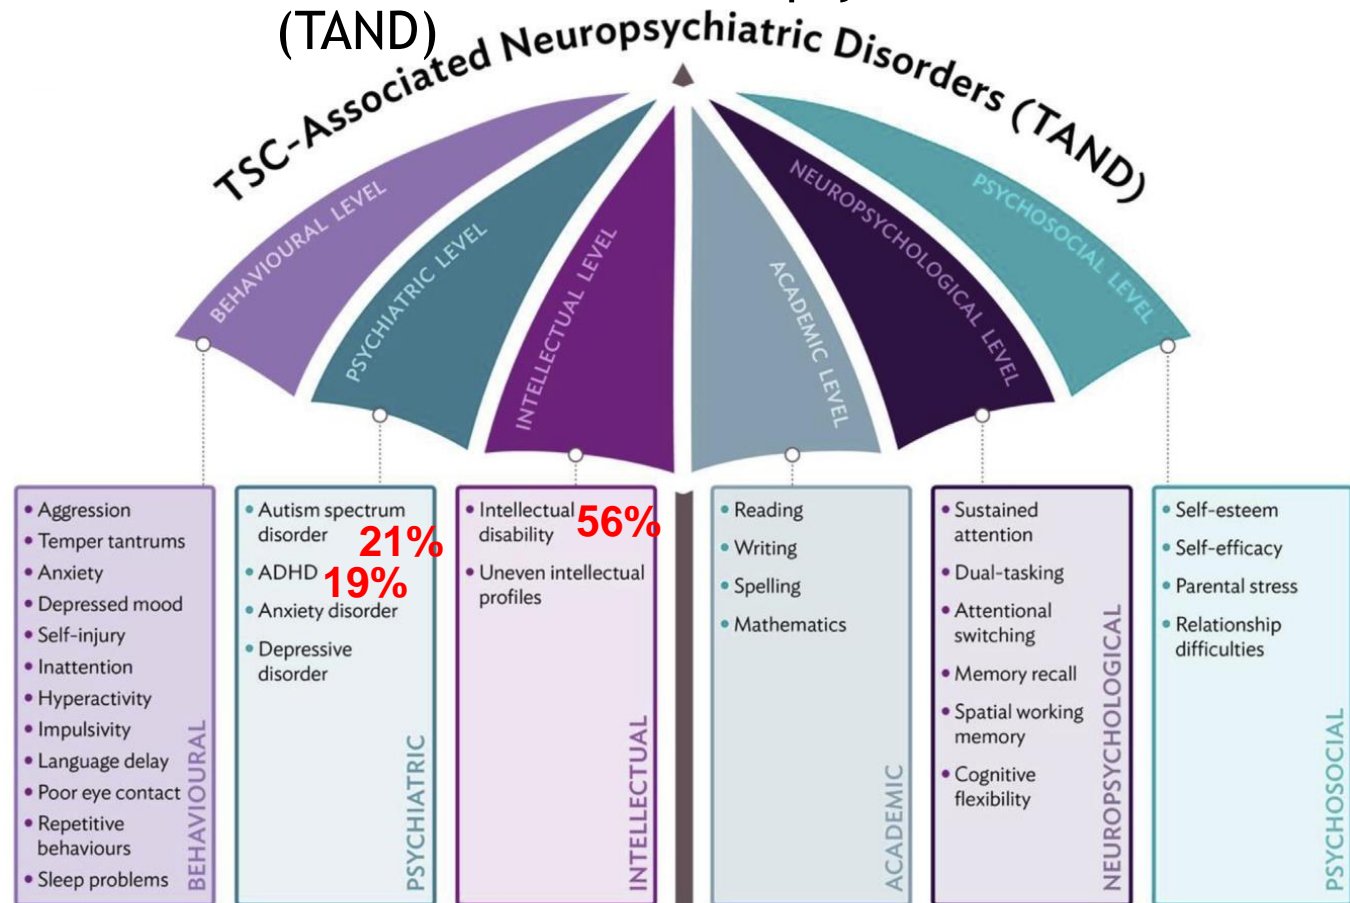 (TAND)
TSC-Associated Neuropsychiatric Disorders (TAND)
BEHAVIOURAL LEVEL
PSYCHIATRIC LEVEL
INTELLECTUAL LEVEL
ACADEMIC LEVEL
NEUROPSYCHOLOGICAL LEVEL
PSYCHOSOCIAL LEVEL
• Aggression
• Temper tantrums
• Anxiety
• Depressed mood
• Self-injury
• Inattention
• Hyperactivity
• Impulsivity
• Language delay
• Poor eye contact
• Repetitive
behaviours
• Sleep problems
BEHAVIOURAL
• Autism spectrum
disorder 21%
• ADHD 19%
• Anxiety disorder
• Depressive
disorder
PSYCHIATRIC
• Intellectual 56%
disability
• Uneven intellectual
profiles
INTELLECTUAL
• Reading
• Writing
• Spelling
• Mathematics
ACADEMIC
• Sustained
attention
• Dual-tasking
• Attentional
switching
• Memory recall
• Spatial working
memory
• Cognitive
flexibility
NEUROPSYCHOLOGICAL
• Self-esteem
• Self-efficacy
• Parental stress
• Relationship
difficulties
PSYCHOSOCIAL